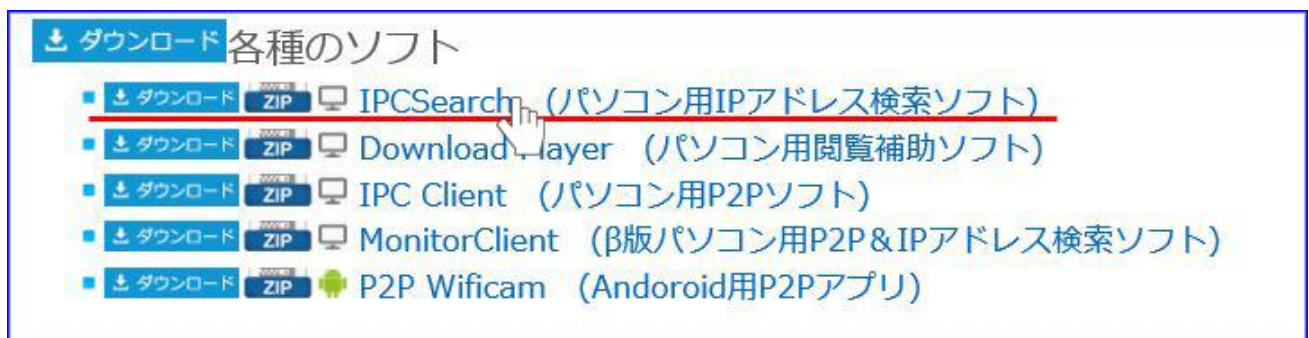 ダウンロード 各種のソフト
ダウンロード ZIP IPCSearch (パソコン用IPアドレス検索ソフト)
ダウンロード ZIP Download Player (パソコン用閲覧補助ソフト)
ダウンロード ZIP IPC Client (パソコン用P2Pソフト)
ダウンロード ZIP MonitorClient (β版パソコン用P2P&IPアドレス検索ソフト)
ダウンロード ZIP P2P Wificam (Andoroid用P2Pアプリ)